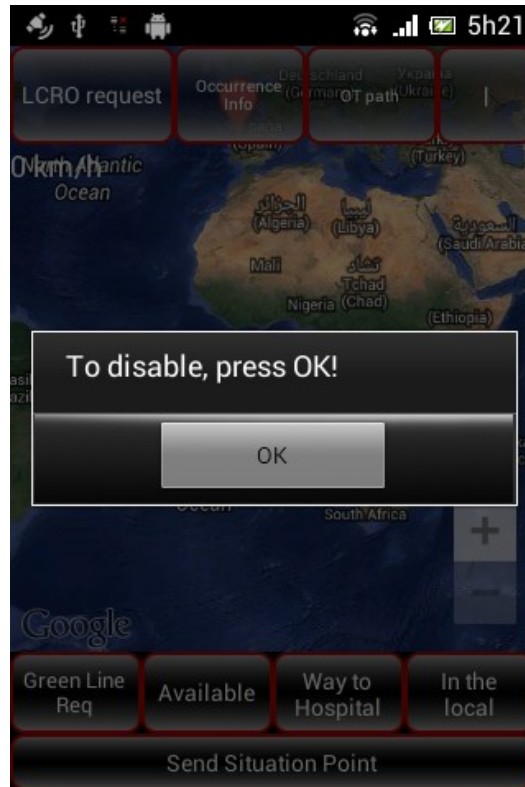 5h21
LCRO request
Occurrence
Info
OT path
Deutschland
(Germany)
Україна
(Ukraine)
(Spain)
(Turkey)
0 km/h
North Atlantic
Ocean
الجزائر
(Algeria)
ليبيا
(Libya)
السعودية
(Saudi Arabia
Mali
تشاد
Tchad
(Chad)
Nigeria
(Ethiopia)
To disable, press OK!
OK
Ocean
South Africa
+
-
Google
Green Line
Req
Available
Way to
Hospital
In the
local
Send Situation Point